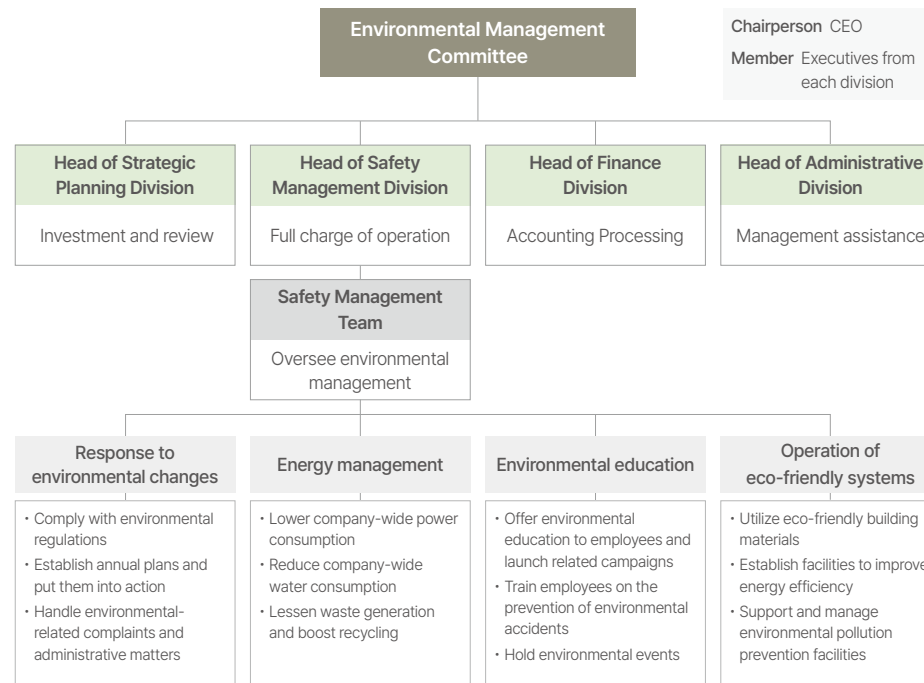 Environmental Management
Committee
Chairperson CEO
Member Executives from
each division
Head of Strategic
Planning Division
Investment and review
Head of Safety
Management Division
Full charge of operation
Head of Finance
Division
Accounting Processing
Head of Administrative
Division
Management assistance
Safety Management
Team
Oversee environmental
management
Response to
environmental changes
• Comply with environmental
regulations
• Establish annual plans and
put them into action
• Handle environmental-
related complaints and
administrative matters
Energy management
• Lower company-wide power
consumption
• Reduce company-wide
water consumption
• Lessen waste generation
and boost recycling
Environmental education
• Offer environmental
education to employees and
launch related campaigns
• Train employees on the
prevention of environmental
accidents
• Hold environmental events
Operation of
eco-friendly systems
• Utilize eco-friendly building
materials
• Establish facilities to improve
energy efficiency
• Support and manage
environmental pollution
prevention facilities